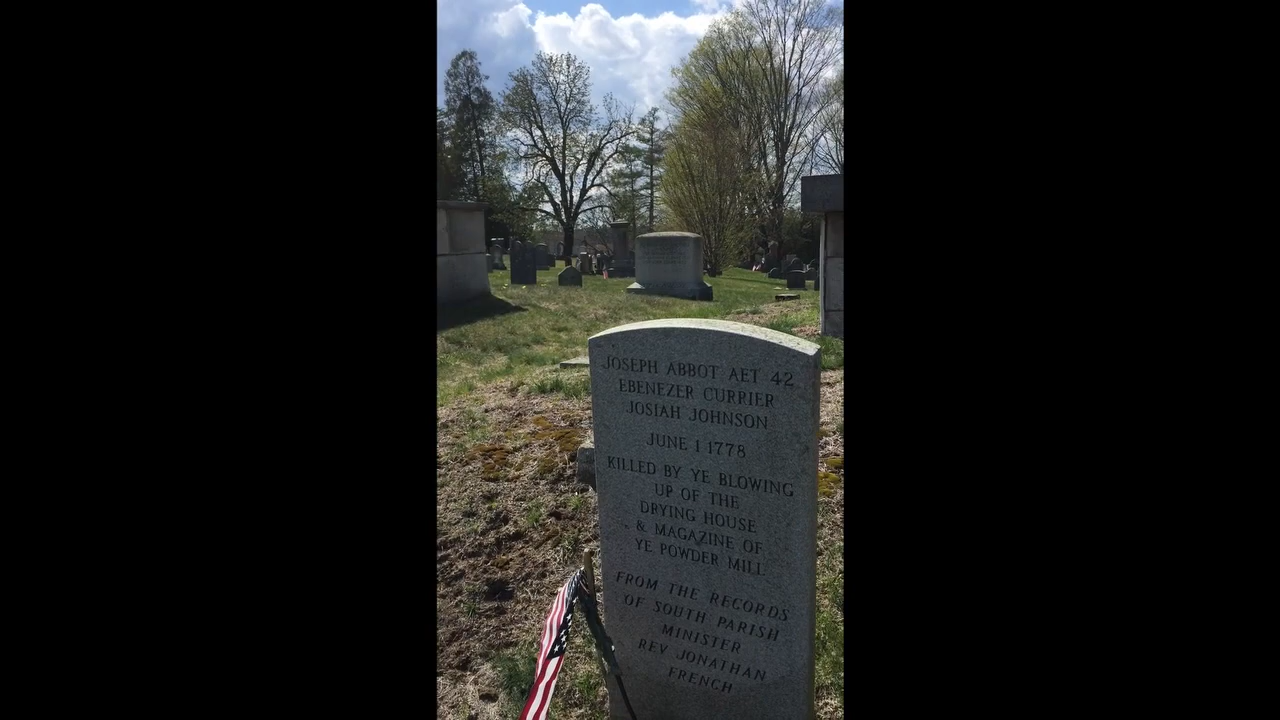 JOSEPH ABBOT AET 42
EBENEZER CURRIER
JOSIAH JOHNSON
JUNE 1 1778
KILLED BY YE BLOWING
UP OF THE
DRYING HOUSE
& MAGAZINE OF
YE POWDER MILL
FROM THE RECORDS
OF SOUTH PARISH
MINISTER
REV JONATHAN
FRENCH